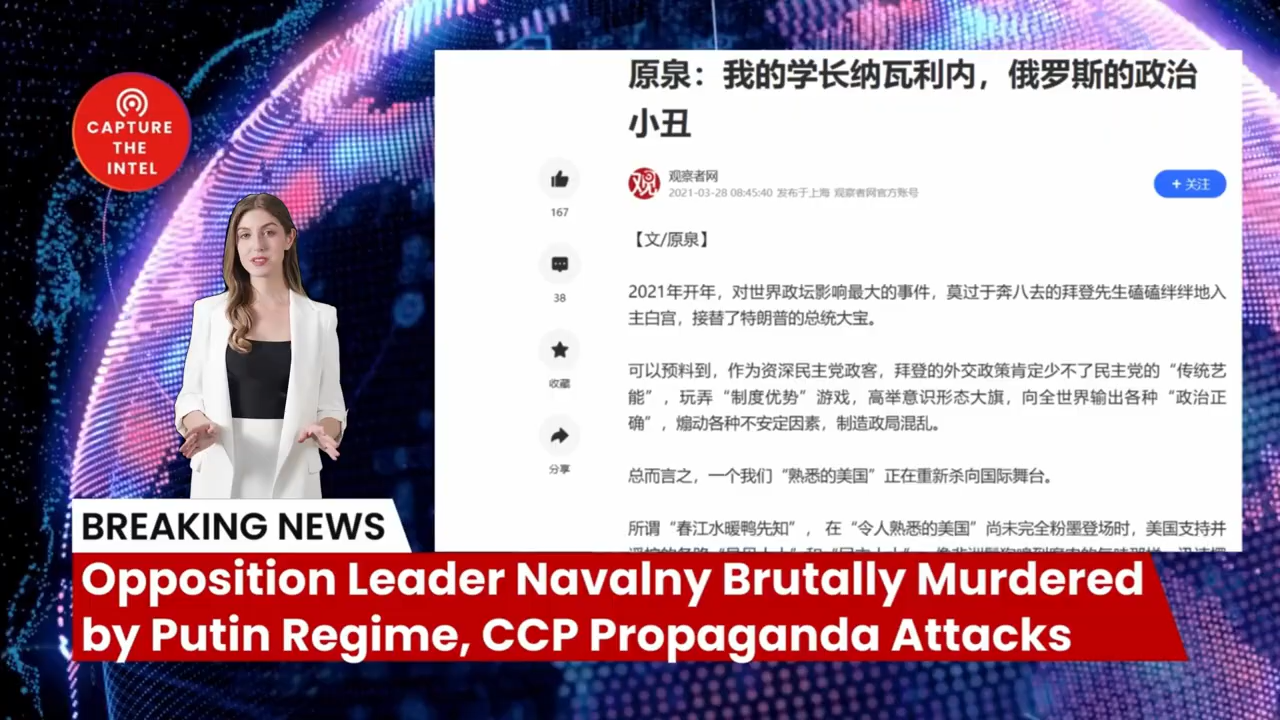 CAPTURE
THE
INTEL
原泉：我的学长纳瓦利内，俄罗斯的政治
小丑
观
观察者网
2021-03-28 08:45:40 发布于上海 观察者网官方账号
+ 关注
167
38
收藏
分享
【文/原泉】
2021年开年，对世界政坛影响最大的事件，莫过于奔八去的拜登先生磕磕绊绊地入
主白宫，接替了特朗普的总统大宝。
可以预料到，作为资深民主党政客，拜登的外交政策肯定少不了民主党的“传统艺
能”，玩弄“制度优势”游戏，高举意识形态大旗，向全世界输出各种“政治正
确”，煽动各种不安定因素，制造政局混乱。
总而言之，一个我们“熟悉的美国”正在重新杀向国际舞台。
所谓“春江水暖鸭先知”，在“令人熟悉的美国”尚未完全粉墨登场时，美国支持并
BREAKING NEWS
Opposition Leader Navalny Brutally Murdered
by Putin Regime, CCP Propaganda Attacks